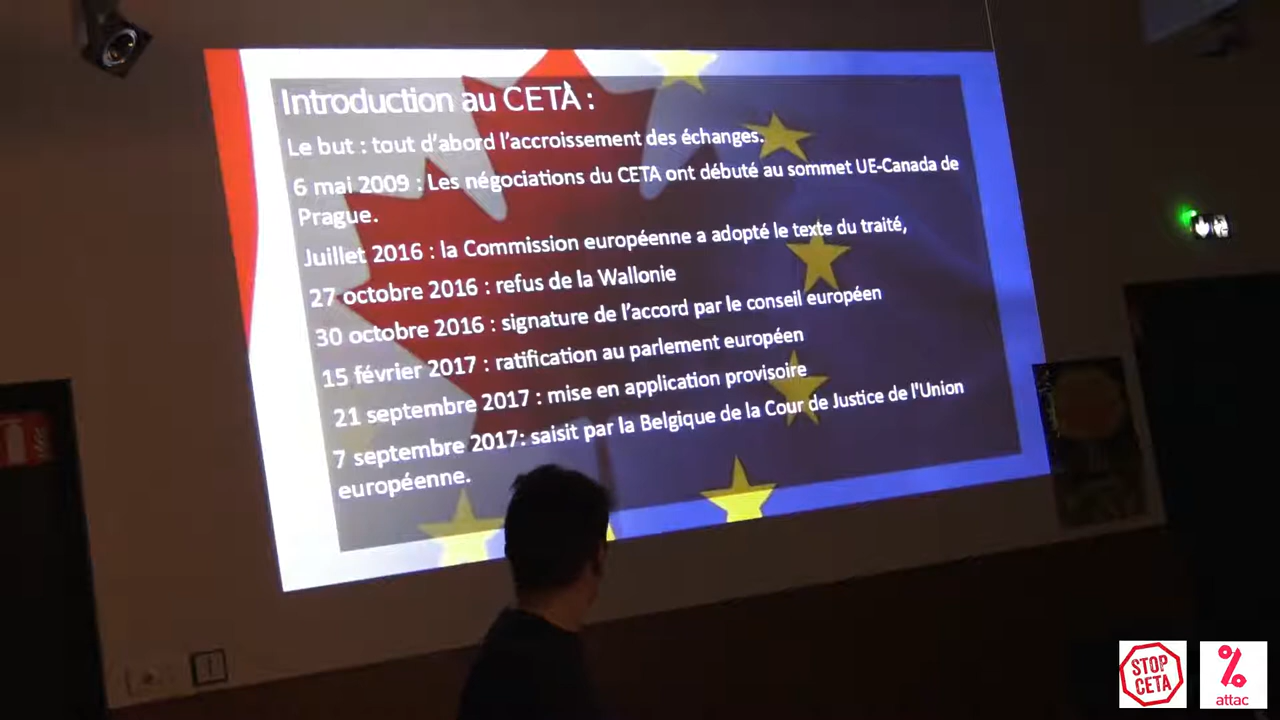 Introduction au CETA :
Le but : tout d'abord l'accroissement des échanges.
6 mai 2009 : Les négociations du CETA ont débuté au sommet UE-Canada de
Prague.
Juillet 2016 : la Commission européenne a adopté le texte du traité,
27 octobre 2016 : refus de la Wallonie
30 octobre 2016 : signature de l'accord par le conseil européen
15 février 2017 : ratification au parlement européen
21 septembre 2017 : mise en application provisoire
7 septembre 2017: saisit par la Belgique de la Cour de Justice de l'Union
européenne.
STOP
CETA
%
attac